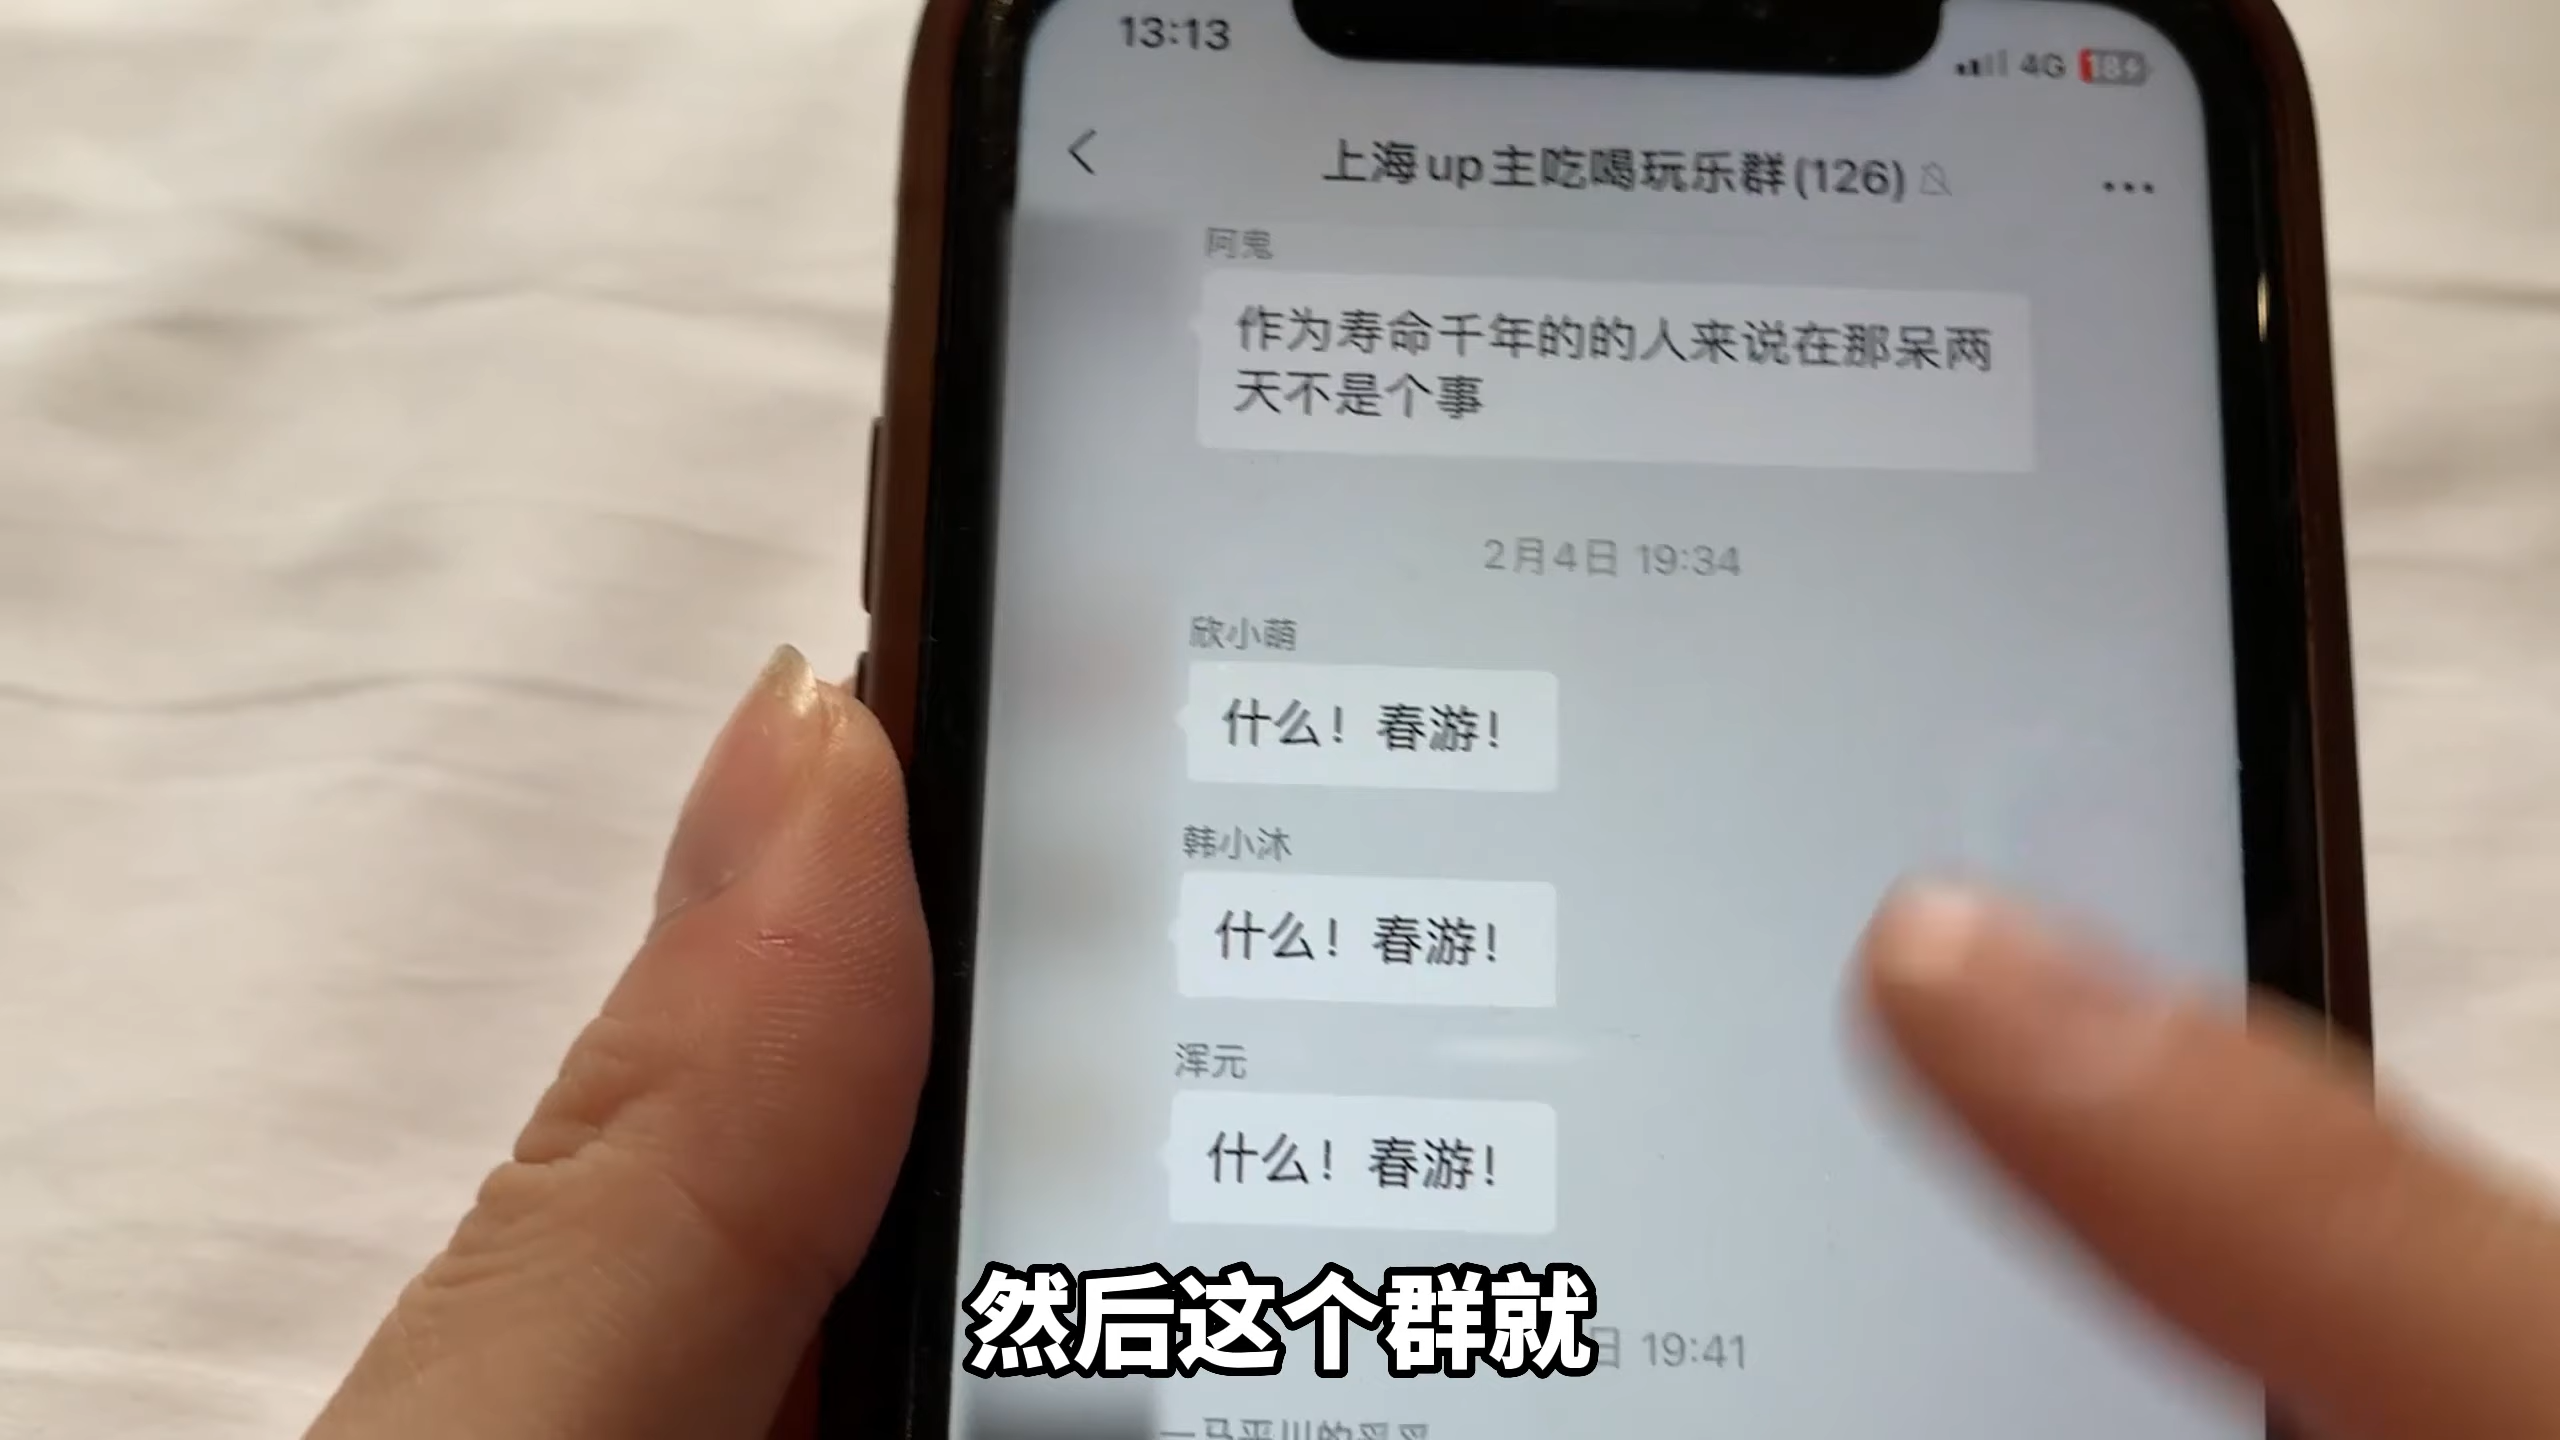 13:13
4G 18
上海up主吃喝玩乐群(126)
阿鬼
作为寿命千年的的人来说在那呆两
天不是个事
2月4日 19:34
欣小萌
什么！春游！
韩小沐
什么！春游！
浑元
什么！春游！
日 19:41
然后这个群就